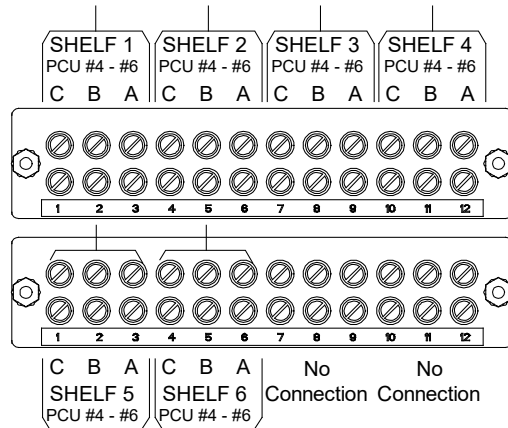 SHELF 1 SHELF 2 SHELF 3 SHELF 4
PCU #4 - #6 PCU #4 - #6 PCU #4 - #6 PCU #4 - #6
C B A C B A C B A C B A
1 2 3 4 5 6 7 8 9 10 11 12
1 2 3 4 5 6 7 8 9 10 11 12
C B A C B A No No
SHELF 5 SHELF 6 Connection Connection
PCU #4 - #6 PCU #4 - #6